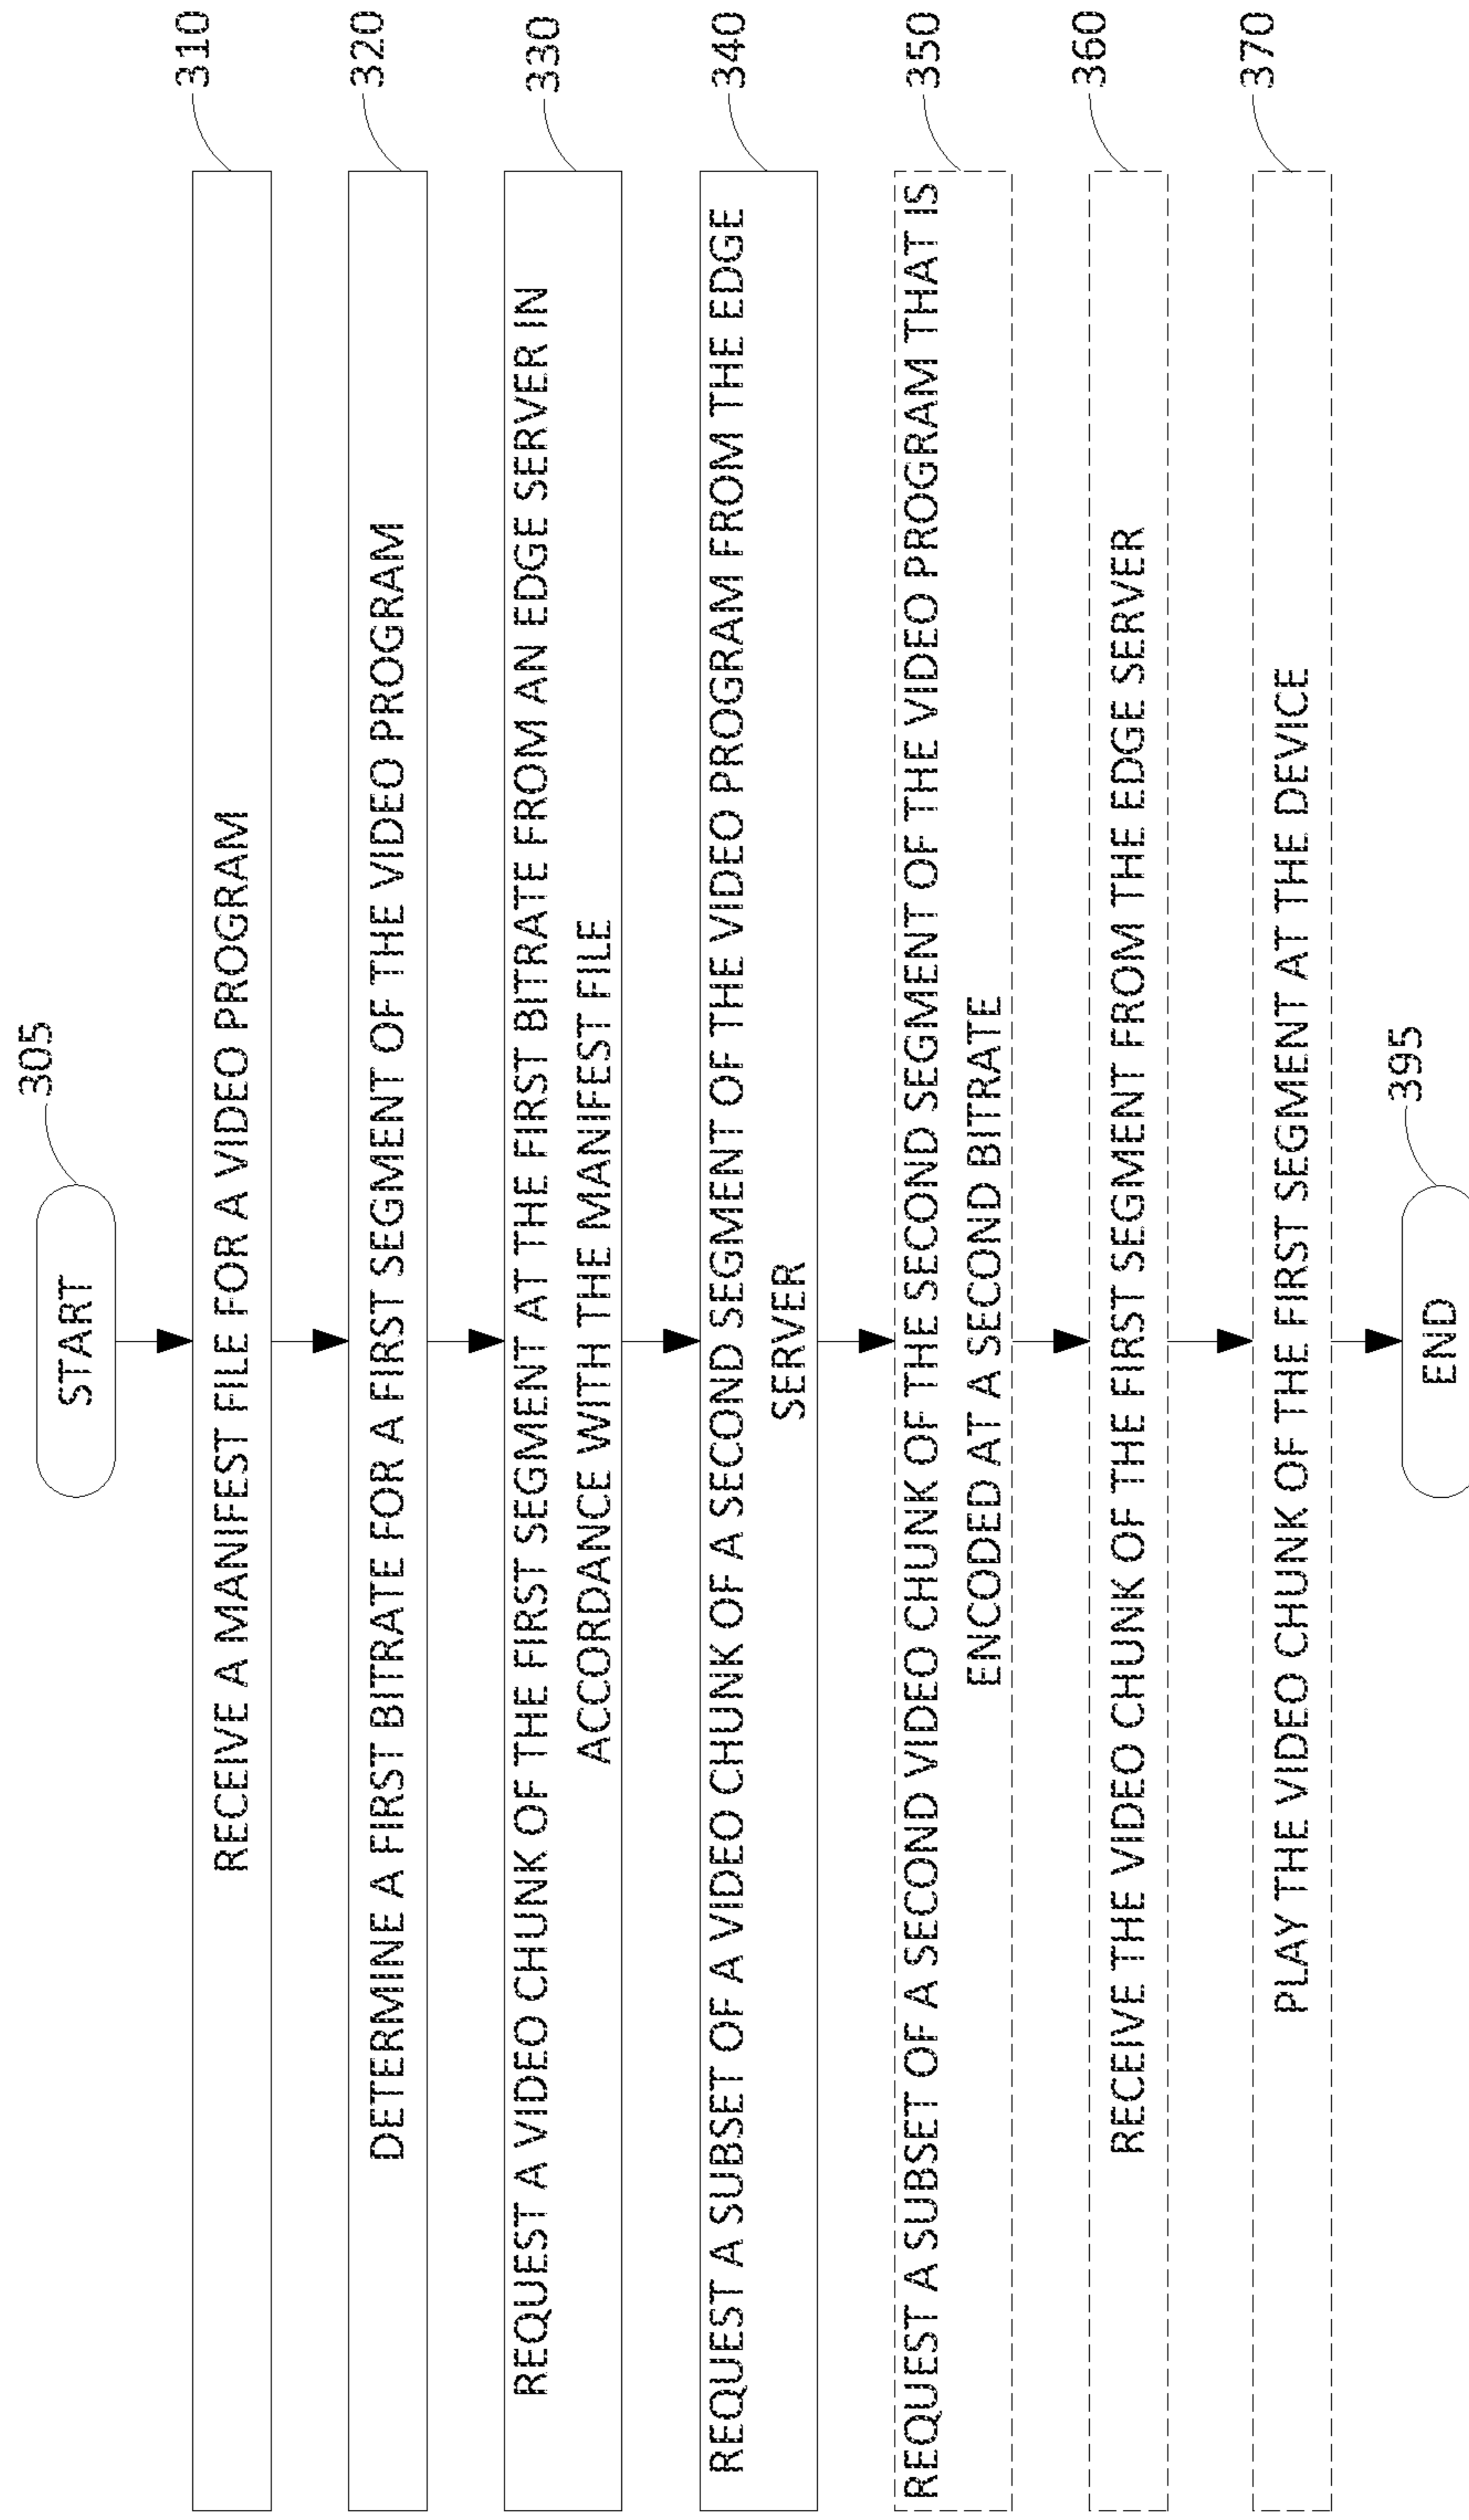 305
START
310
RECEIVE A MANIFEST FILE FOR A VIDEO PROGRAM
320
DETERMINE A FIRST BITRATE FOR A FIRST SEGMENT OF THE VIDEO PROGRAM
330
REQUEST A VIDEO CHUNK OF THE FIRST SEGMENT AT THE FIRST BITRATE FROM AN EDGE SERVER IN
ACCORDANCE WITH THE MANIFEST FILE
340
REQUEST A SUBSET OF A VIDEO CHUNK OF A SECOND SEGMENT OF THE VIDEO PROGRAM FROM THE EDGE
SERVER
350
REQUEST A SUBSET OF A SECOND VIDEO CHUNK OF THE SECOND SEGMENT OF THE VIDEO PROGRAM THAT IS
ENCODED AT A SECOND BITRATE
360
RECEIVE THE VIDEO CHUNK OF THE FIRST SEGMENT FROM THE EDGE SERVER
370
PLAY THE VIDEO CHUNK OF THE FIRST SEGMENT AT THE DEVICE
395
END